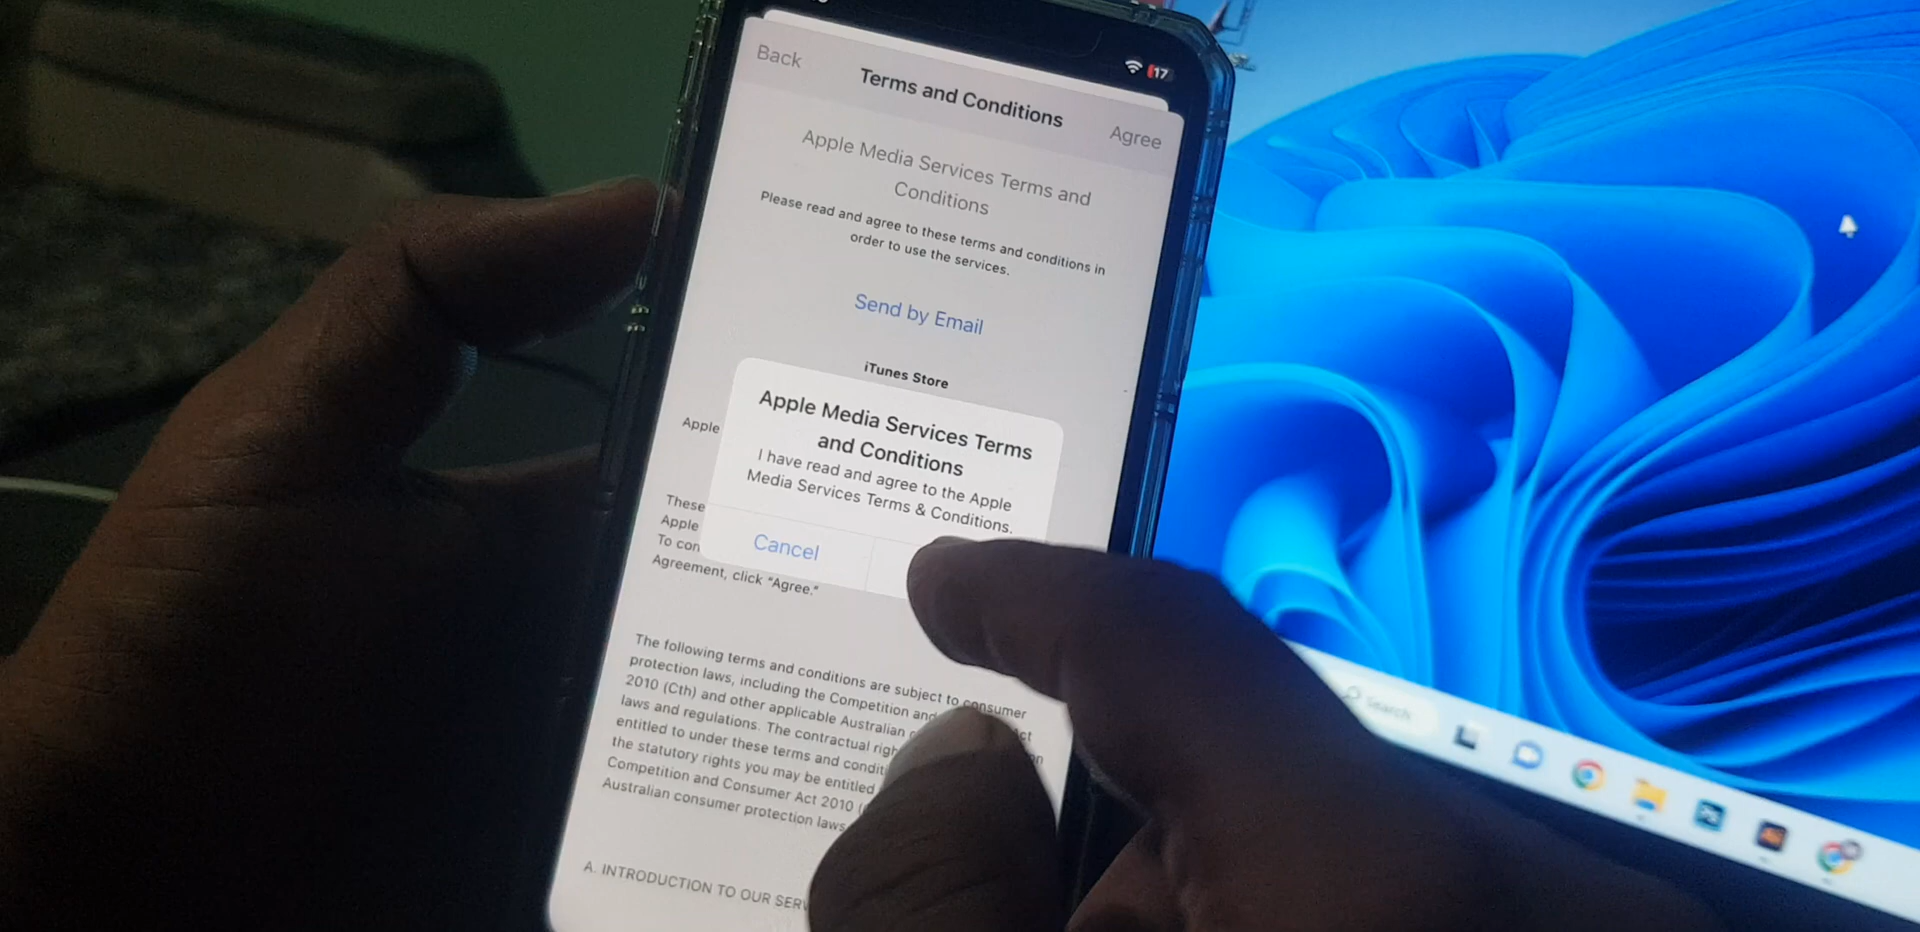 17
Back
Terms and Conditions
Agree
Apple Media Services Terms and
Conditions
Please read and agree to these terms and conditions in
order to use the services.
Send by Email
iTunes Store
Apple Media Services Terms
and Conditions
I have read and agree to the Apple
Media Services Terms & Conditions.
Cancel
Apple
These
Apple
To con
Agreement, click "Agree."
The following terms and conditions are subject to consumer
protection laws, including the Competition and
2010 (Cth) and other applicable Australian
laws and regulations. The contractual
entitled to under these terms and
the statutory rights you may be entitled
Competition and Consumer Act 2010
Australian consumer protection laws
A. INTRODUCTION TO OUR
Search
Ps
Ai